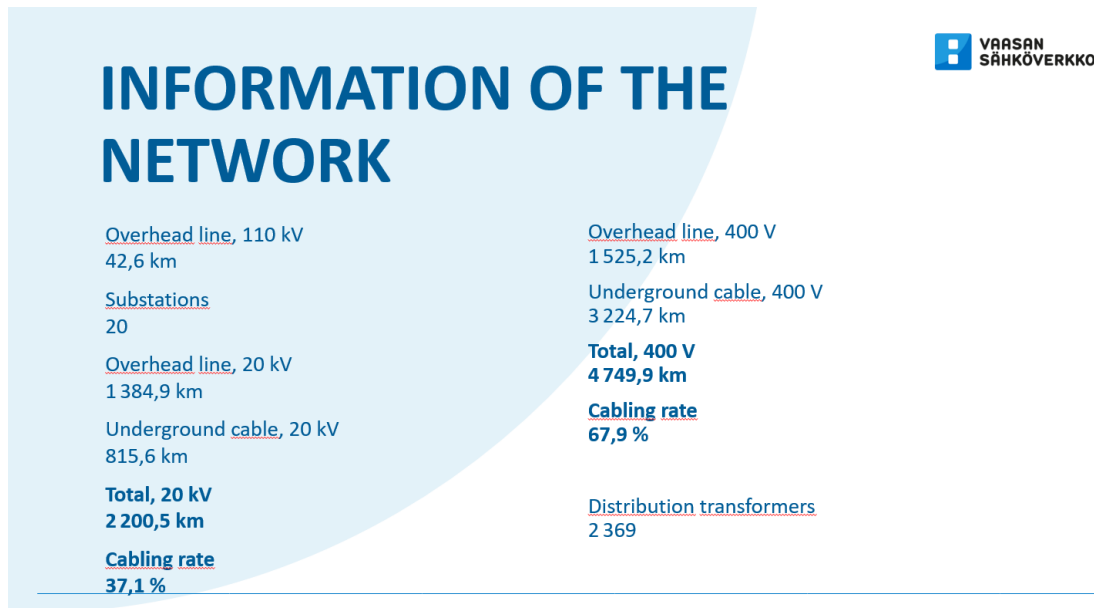 VAASAN
SÄHKÖVERKKO
INFORMATION OF THE
NETWORK
Overhead line, 110 kV
42,6 km
Substations
20
Overhead line, 20 kV
1 384,9 km
Underground cable, 20 kV
815,6 km
Total, 20 kV
2 200,5 km
Cabling rate
37,1 %
Overhead line, 400 V
1 525,2 km
Underground cable, 400 V
3 224,7 km
Total, 400 V
4 749,9 km
Cabling rate
67,9 %
Distribution transformers
2 369